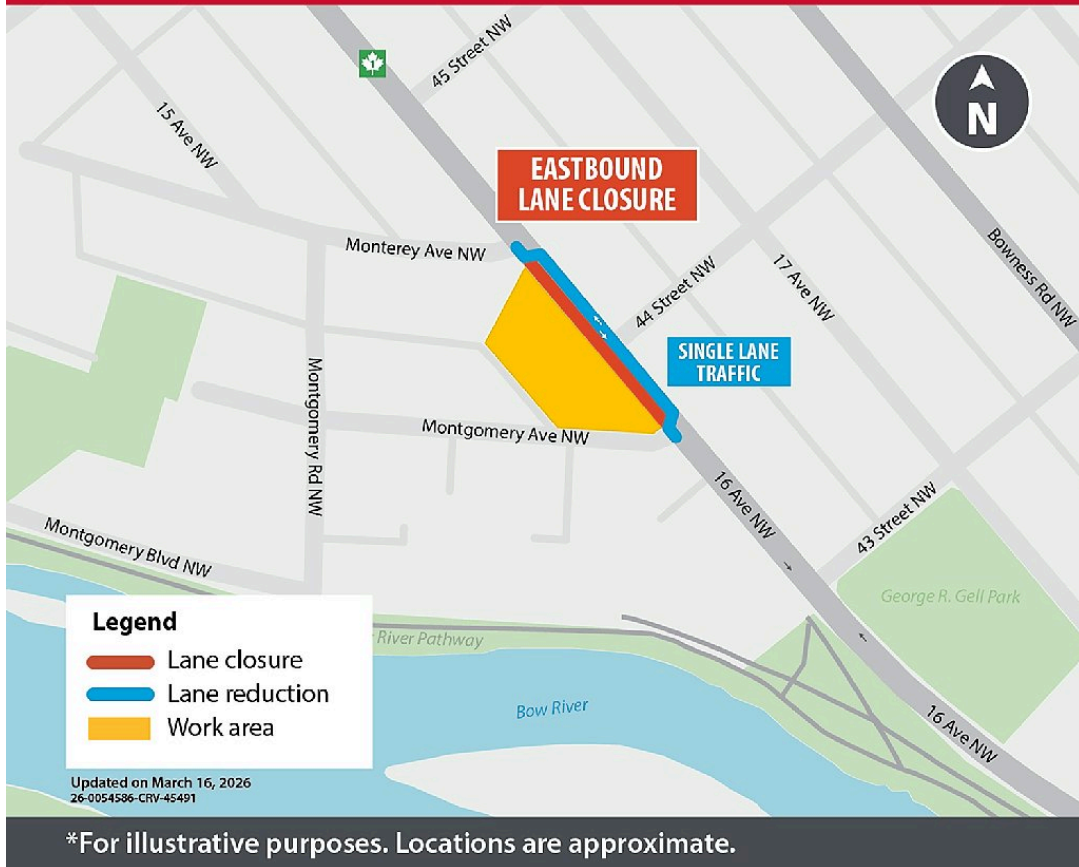 45 Street NW
1
15 Ave NW
N
EASTBOUND
LANE CLOSURE
Monterey Ave NW
44 Street NW
17 Ave NW
Bowness Rd NW
SINGLE LANE
TRAFFIC
Montgomery Rd NW
Montgomery Ave NW
16 Ave NW
43 Street NW
Montgomery Blvd NW
George R. Gell Park
River Pathway
Bow River
16 Ave NW
Legend
Lane closure
Lane reduction
Work area
Updated on March 16, 2026
26-0054586-CRV-45491
*For illustrative purposes. Locations are approximate.